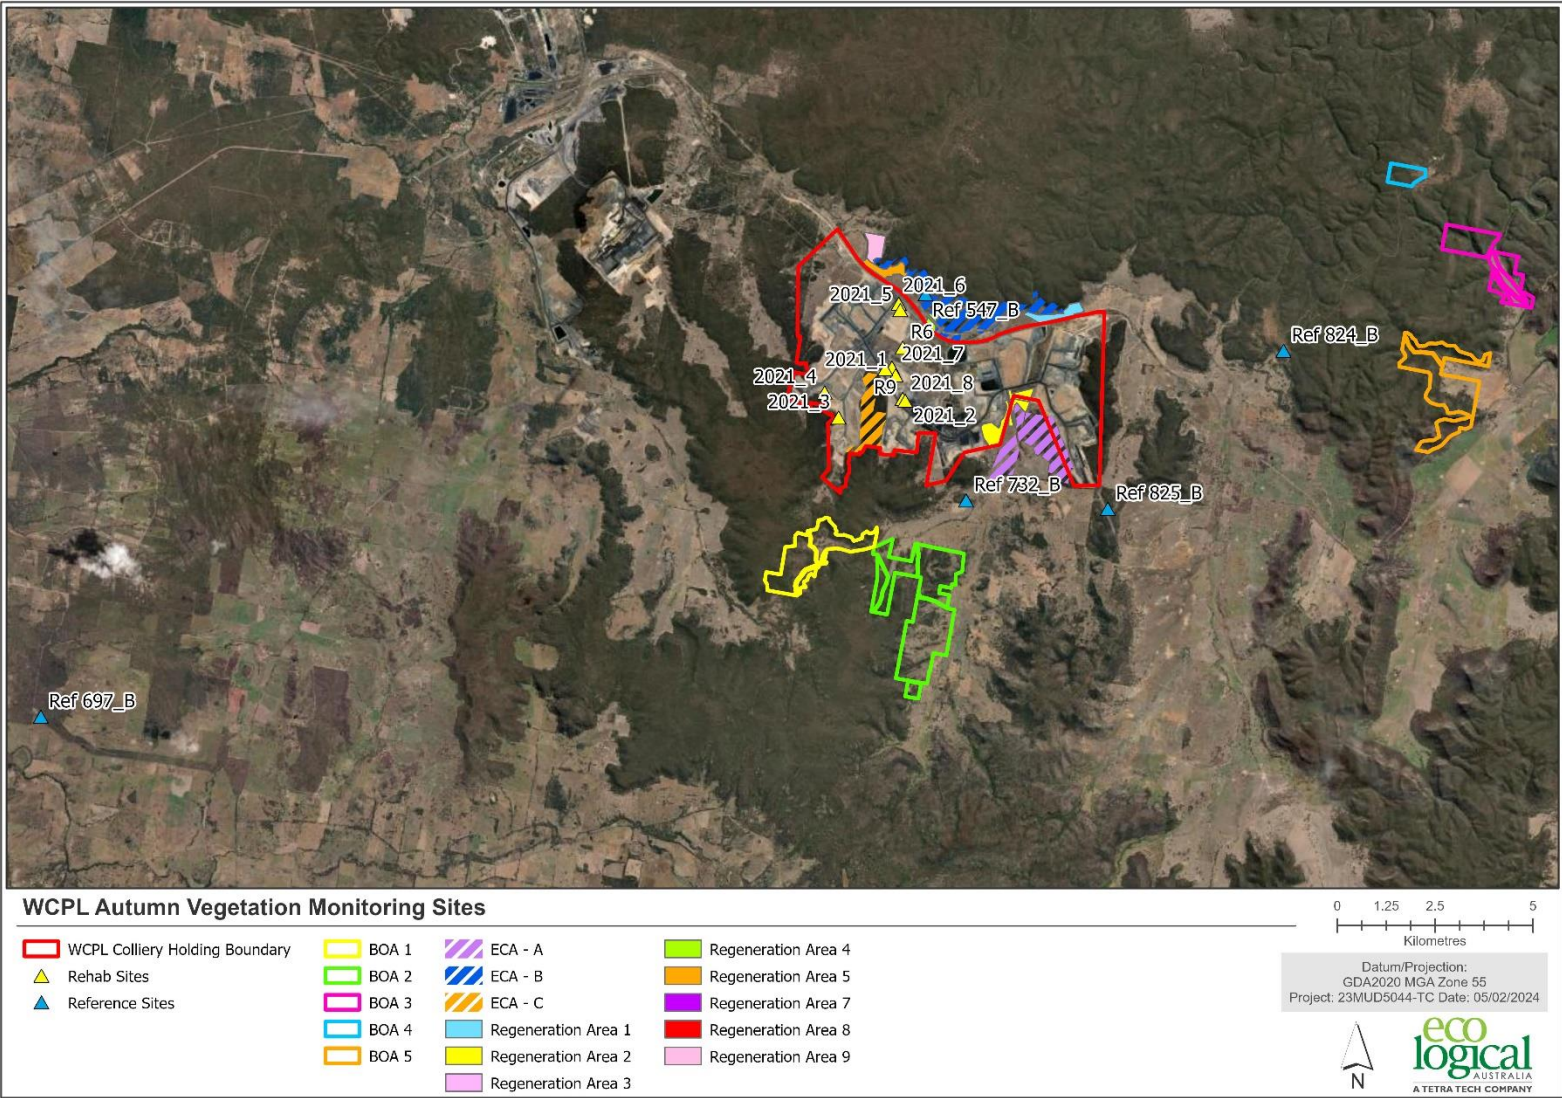 2021_6
2021_5
Ref 547_B
R6
2021_7
2021_1
2021_4
R9
2021_8
2021_3
2021_2
Ref 824_B
Ref 732_B
Ref 825_B
Ref 697_B
WCPL Autumn Vegetation Monitoring Sites
WCPL Colliery Holding Boundary
Rehab Sites
Reference Sites
BOA 1
BOA 2
BOA 3
BOA 4
BOA 5
ECA - A
ECA - B
ECA - C
Regeneration Area 1
Regeneration Area 2
Regeneration Area 3
Regeneration Area 4
Regeneration Area 5
Regeneration Area 7
Regeneration Area 8
Regeneration Area 9
0 1.25 2.5 5
Kilometres
Datum/Projection:
GDA2020 MGA Zone 55
Project: 23MUD5044-TC Date: 05/02/2024
N
eco
logical
AUSTRALIA
A TETRA TECH COMPANY